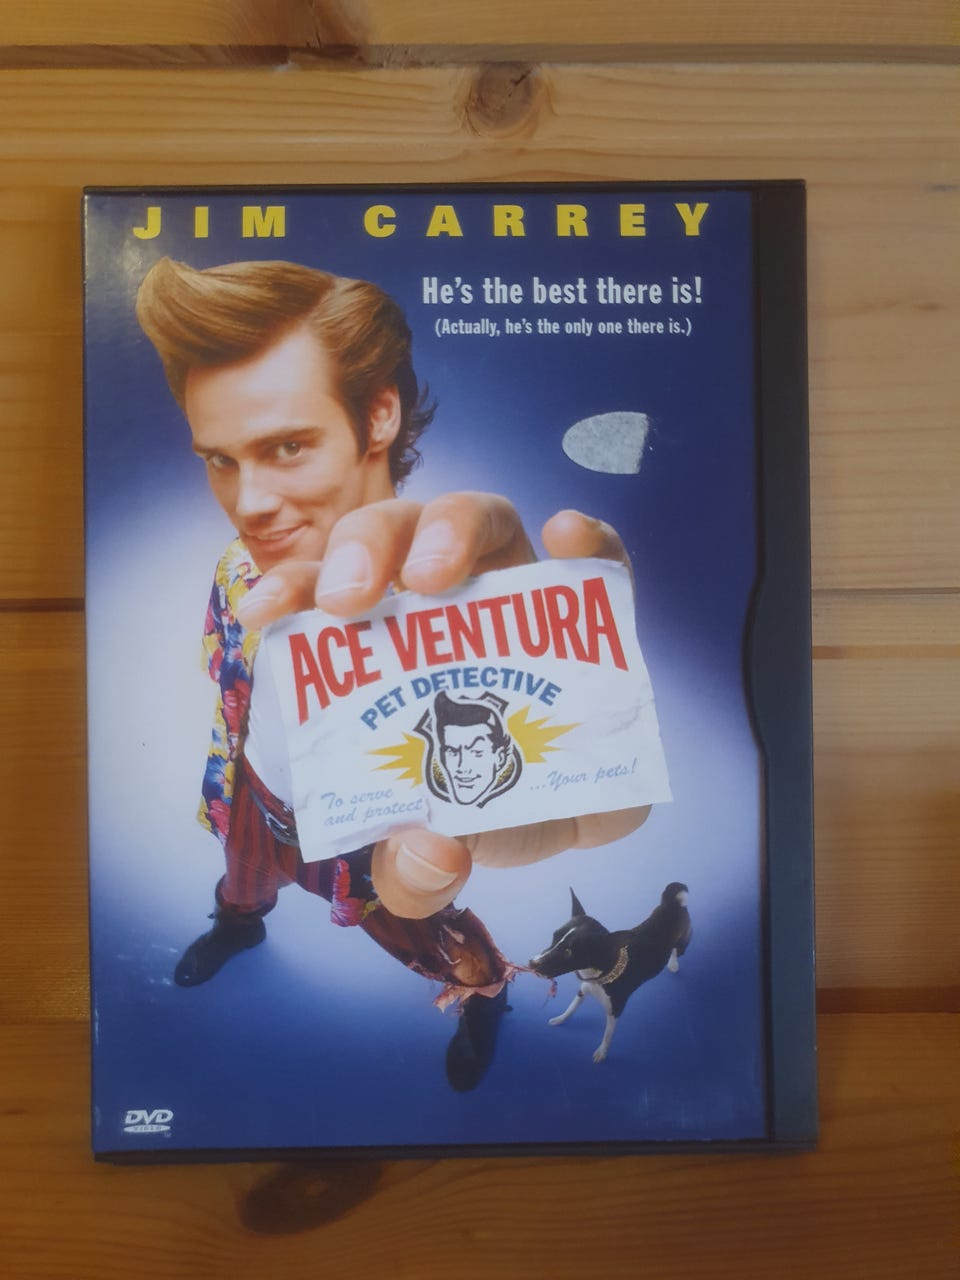 JIM CARREY
He's the best there is!
(Actually, he's the only one there is.)
ACE VENTURA
PET DETECTIVE
To serve
and protect
...Your pets!
DVD
VIDEO